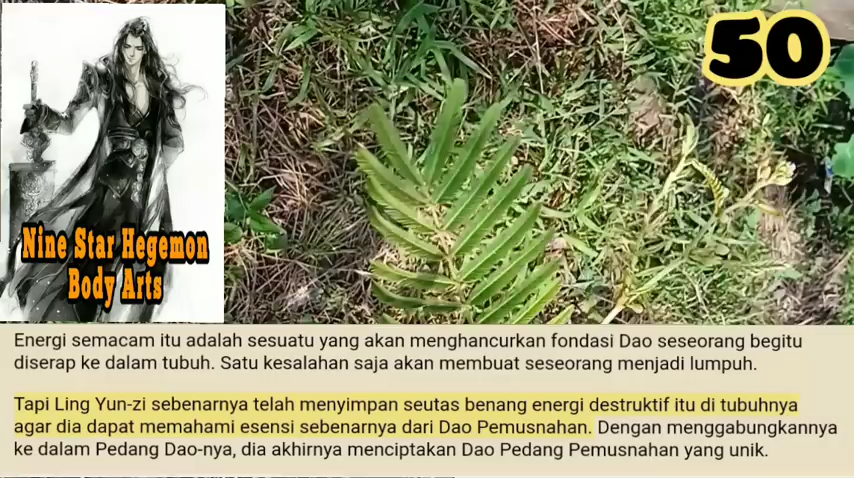 50
Nine Star Hegemon
Body Arts
Energi semacam itu adalah sesuatu yang akan menghancurkan fondasi Dao seseorang begitu
diserap ke dalam tubuh. Satu kesalahan saja akan membuat seseorang menjadi lumpuh.
Tapi Ling Yun-zi sebenarnya telah menyimpan seutas benang energi destruktif itu di tubuhnya
agar dia dapat memahami esensi sebenarnya dari Dao Pemusnahan. Dengan menggabungkannya
ke dalam Pedang Dao-nya, dia akhirnya menciptakan Dao Pedang Pemusnahan yang unik.